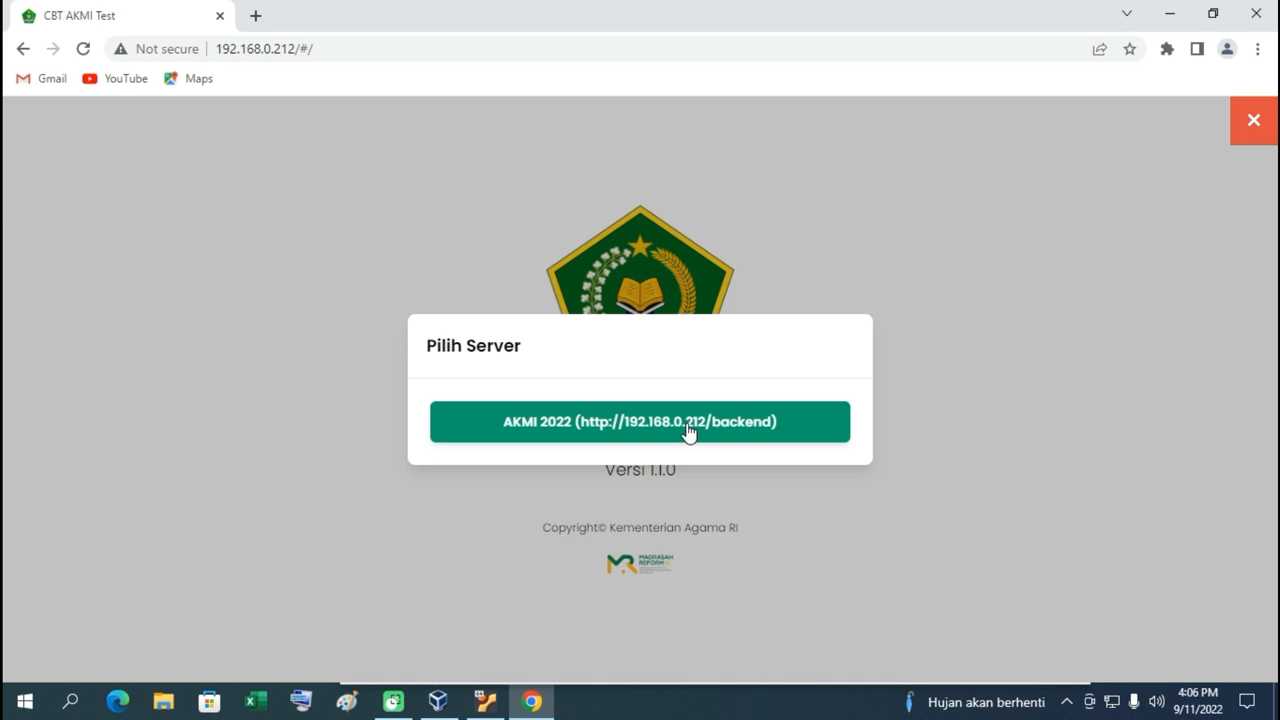 CBT AKMI Test
Not secure
192.168.0.212/#/
Gmail
YouTube
Maps
Pilih Server
AKMI 2022 (http://192.168.0.212/backend)
Versi 1.1.0
Copyright© Kementerian Agama RI
MADRASAH
REFORM
Hujan akan berhenti
4:06 PM
9/11/2022